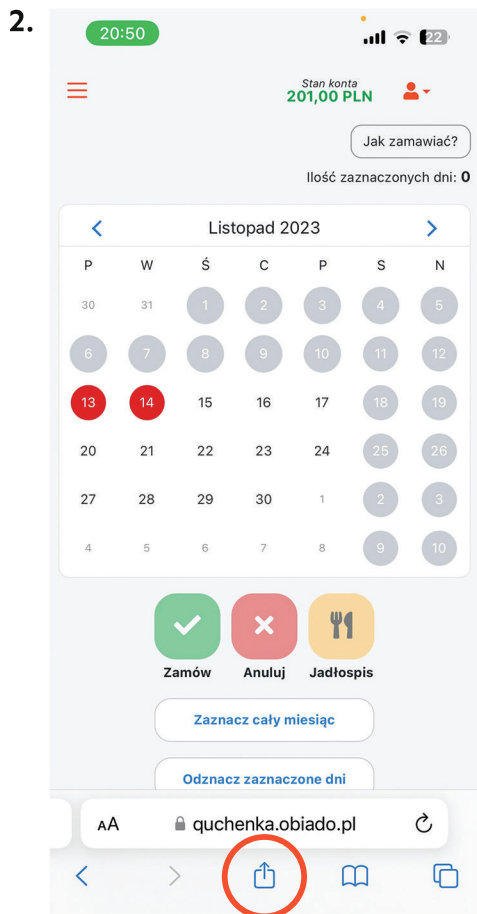 2.
20:50
22
Stan konta
201,00 PLN
Jak zamawiać?
Ilość zaznaczonych dni: 0
Listopad 2023
P W Ś C P S N
30 31 1 2 3 4 5
6 7 8 9 10 11 12
13 14 15 16 17 18 19
20 21 22 23 24 25 26
27 28 29 30 1 2 3
4 5 6 7 8 9 10
Zamów Anuluj Jadłospis
Zaznacz cały miesiąc
Odznacz zaznaczone dni
AA quchenka.obiado.pl